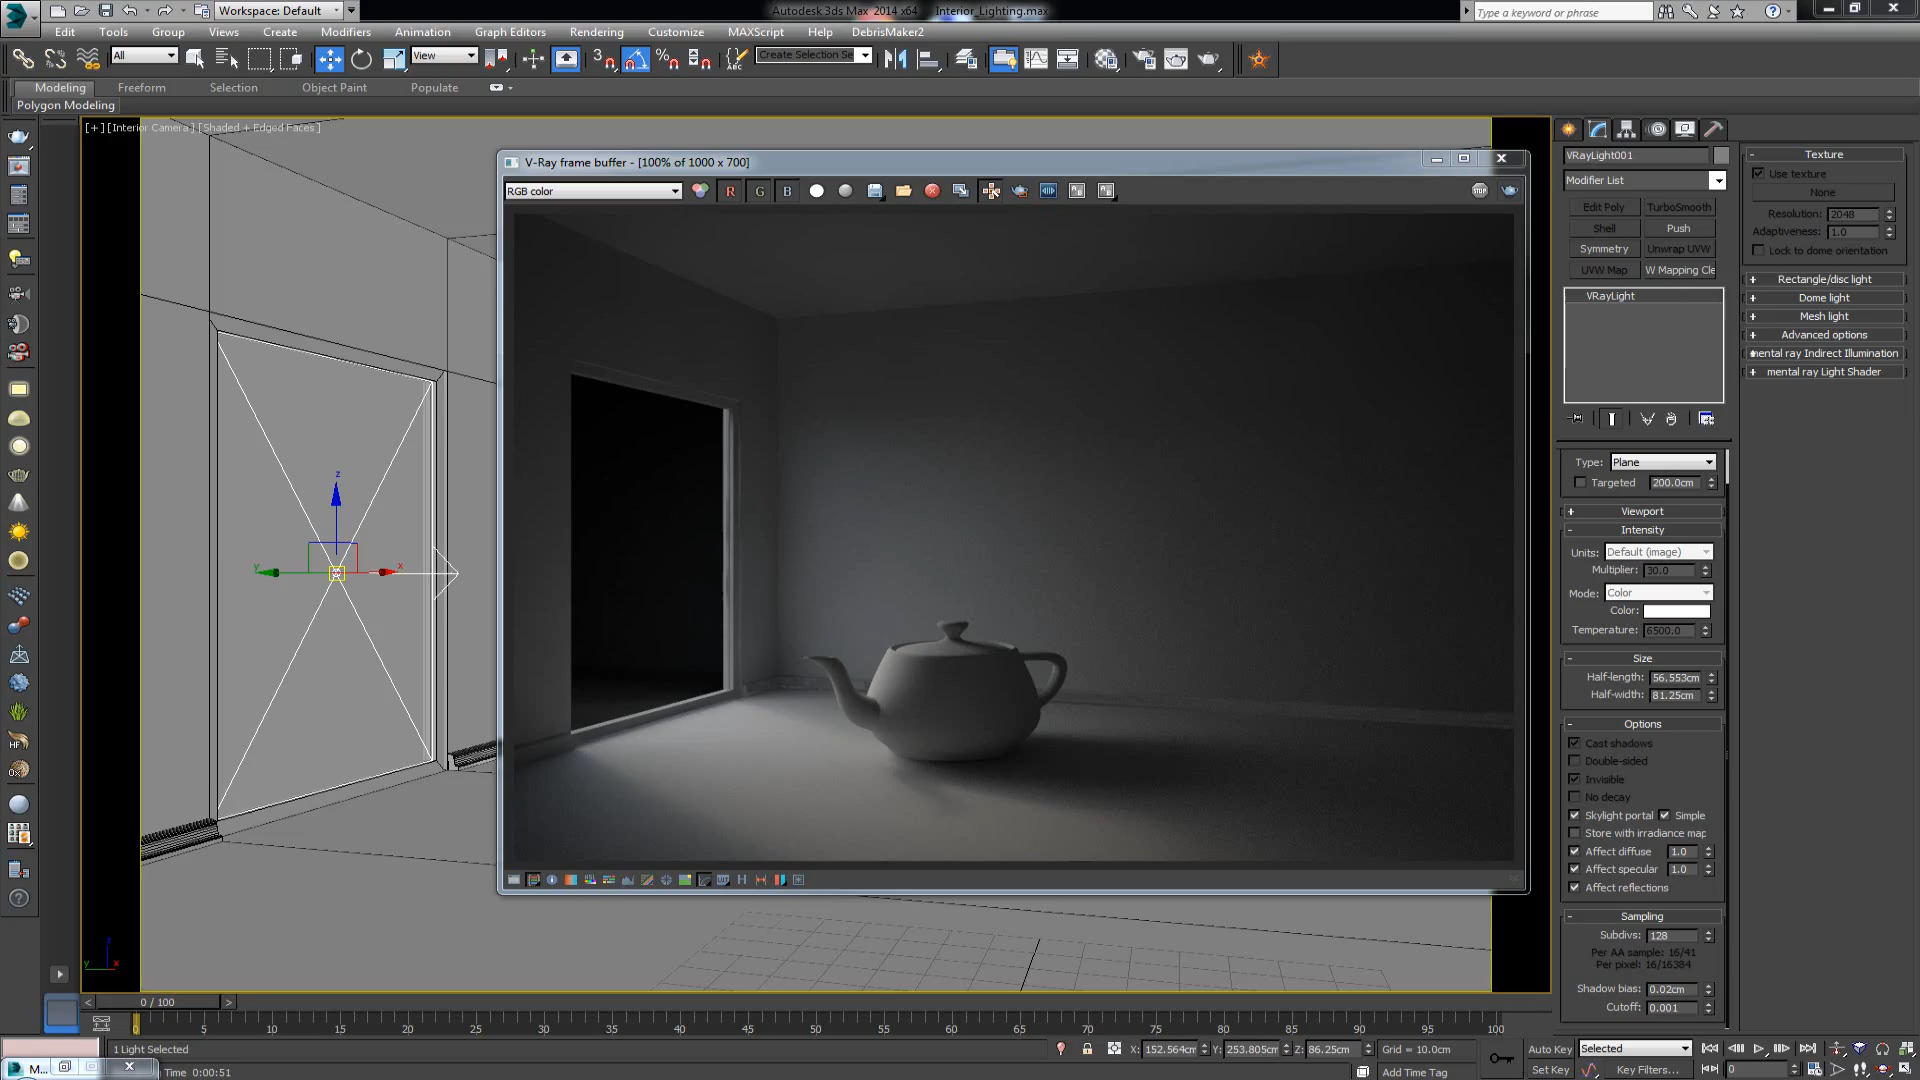 Workspace: Default
Autodesk 3ds Max 2014 x64 Interior_Lighting.max
Type a keyword or phrase
Edit Tools Group Views Create Modifiers Animation Graph Editors Rendering Customize MAXScript Help DebrisMaker2
All
View
3
Create Selection Se
Modeling Freeform Selection Object Paint Populate
Polygon Modeling
[+] [Interior Camera ] [Shaded + Edged Faces ]
V-Ray frame buffer - [100% of 1000 x 700]
RGB color
R G B
STOP
z
y
x
VRayLight001
Modifier List
Edit Poly TurboSmooth
Shell Push
Symmetry Unwrap UVW
UVW Map W Mapping Cle
VRayLight
Type: Plane
Targeted 200.0cm
+ Viewport
- Intensity
Units: Default (image)
Multiplier: 30.0
Mode: Color
Color:
Temperature: 6500.0
- Size
Half-length: 56.553cm
Half-width: 81.25cm
- Options
Cast shadows
Double-sided
Invisible
No decay
Skylight portal Simple
Store with irradiance map
Affect diffuse 1.0
Affect specular 1.0
Affect reflections
- Sampling
Subdivs: 128
Per AA sample: 16/41
Per pixel: 16/16384
Shadow bias: 0.02cm
Cutoff: 0.001
- Texture
Use texture
None
Resolution: 2048
Adaptiveness: 1.0
Lock to dome orientation
+ Rectangle/disc light
+ Dome light
+ Mesh light
+ Advanced options
mental ray Indirect Illumination
+ mental ray Light Shader
HF
z
y x
< 0 / 100 >
0 5 10 15 20 25 30 35 40 45 50 55 60 65 70 75 80 85 90 95 100
1 Light Selected
X: 152.564cm Y: 253.805cm Z: 86.25cm Grid = 10.0cm
Auto Key Selected
M...
Time 0:00:51
Add Time Tag
Set Key Key Filters...
0